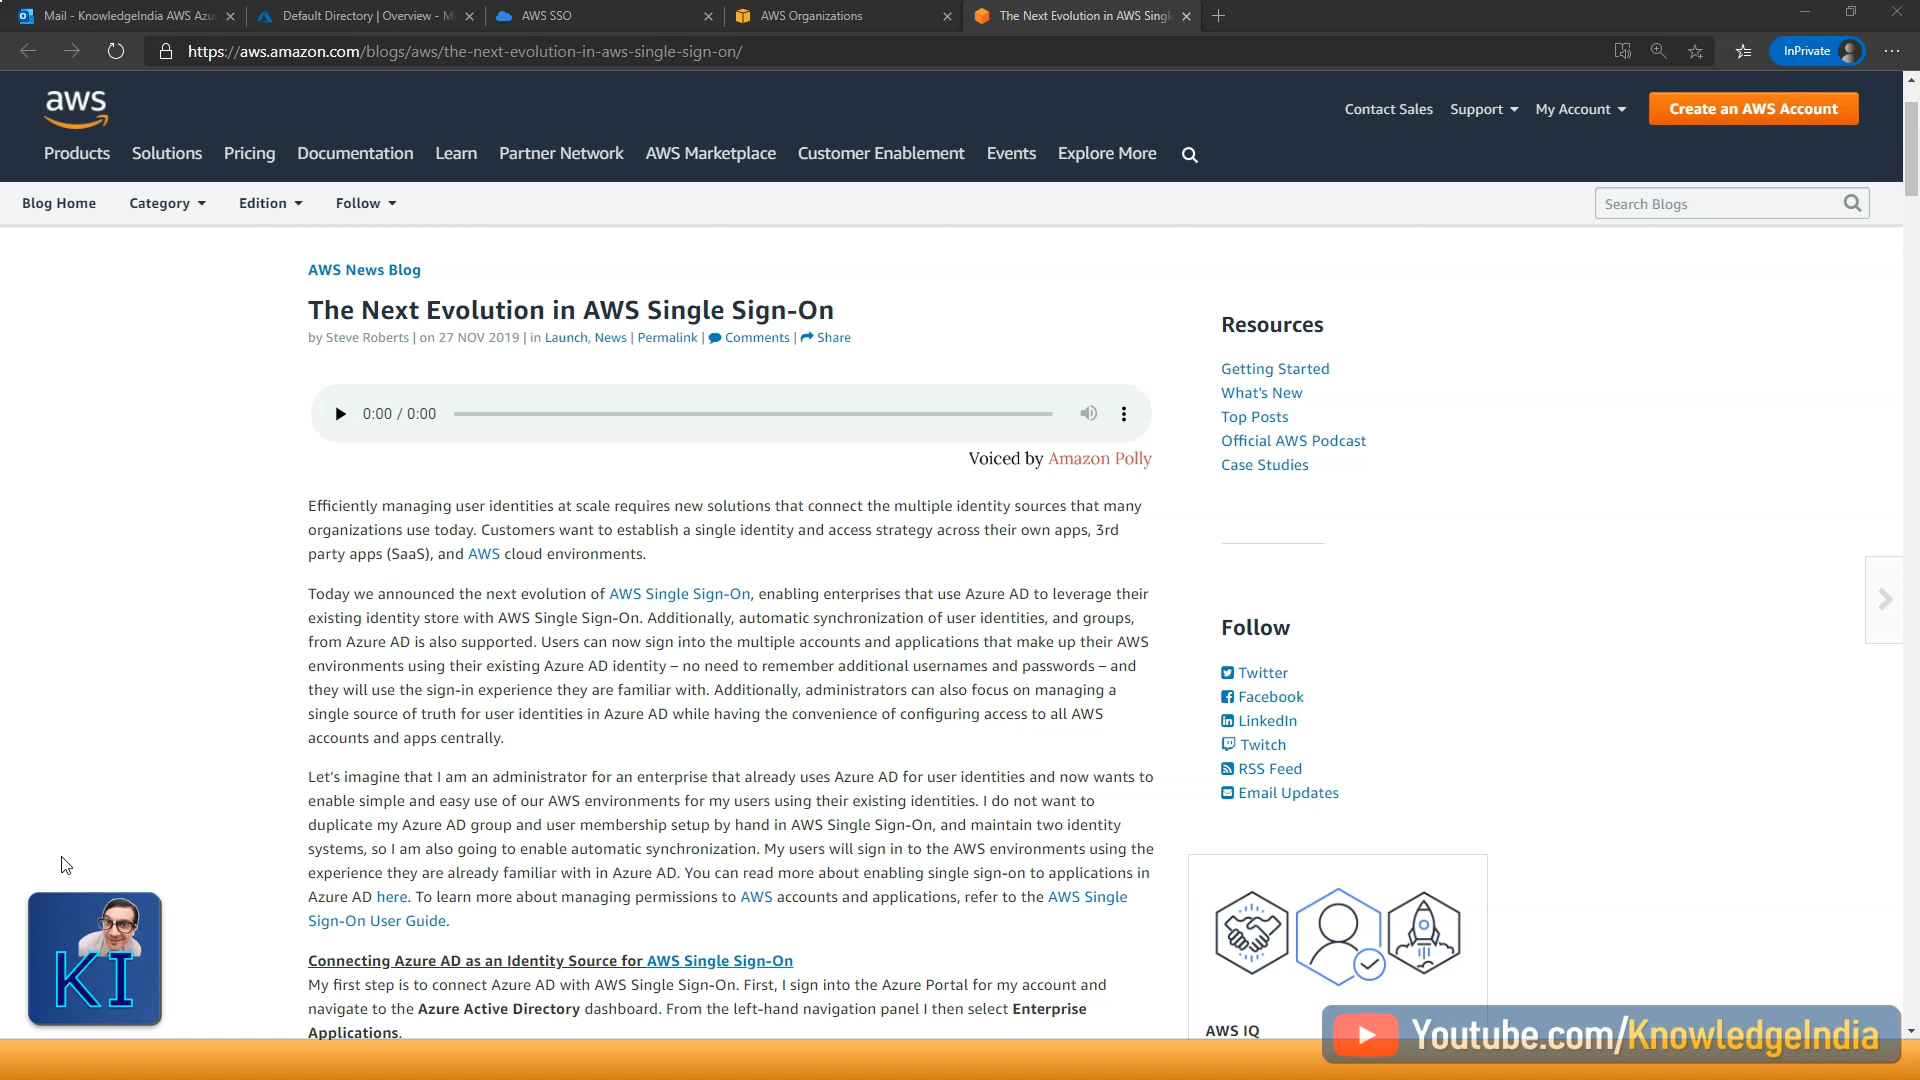 Mail - KnowledgeIndia AWS Azu
Default Directory | Overview - M
AWS SSO
AWS Organizations
The Next Evolution in AWS Singl
https://aws.amazon.com/blogs/aws/the-next-evolution-in-aws-single-sign-on/
InPrivate
aws
Contact Sales
Support
My Account
Create an AWS Account
Products
Solutions
Pricing
Documentation
Learn
Partner Network
AWS Marketplace
Customer Enablement
Events
Explore More
Blog Home
Category
Edition
Follow
Search Blogs
AWS News Blog
The Next Evolution in AWS Single Sign-On
by Steve Roberts | on 27 NOV 2019 | in Launch, News | Permalink | Comments | Share
0:00 / 0:00
Voiced by Amazon Polly
Efficiently managing user identities at scale requires new solutions that connect the multiple identity sources that many
organizations use today. Customers want to establish a single identity and access strategy across their own apps, 3rd
party apps (SaaS), and AWS cloud environments.
Today we announced the next evolution of AWS Single Sign-On, enabling enterprises that use Azure AD to leverage their
existing identity store with AWS Single Sign-On. Additionally, automatic synchronization of user identities, and groups,
from Azure AD is also supported. Users can now sign into the multiple accounts and applications that make up their AWS
environments using their existing Azure AD identity – no need to remember additional usernames and passwords – and
they will use the sign-in experience they are familiar with. Additionally, administrators can also focus on managing a
single source of truth for user identities in Azure AD while having the convenience of configuring access to all AWS
accounts and apps centrally.
Let's imagine that I am an administrator for an enterprise that already uses Azure AD for user identities and now wants to
enable simple and easy use of our AWS environments for my users using their existing identities. I do not want to
duplicate my Azure AD group and user membership setup by hand in AWS Single Sign-On, and maintain two identity
systems, so I am also going to enable automatic synchronization. My users will sign in to the AWS environments using the
experience they are already familiar with in Azure AD. You can read more about enabling single sign-on to applications in
Azure AD here. To learn more about managing permissions to AWS accounts and applications, refer to the AWS Single
Sign-On User Guide.
Connecting Azure AD as an Identity Source for AWS Single Sign-On
My first step is to connect Azure AD with AWS Single Sign-On. First, I sign into the Azure Portal for my account and
navigate to the Azure Active Directory dashboard. From the left-hand navigation panel I then select Enterprise
Applications.
Resources
Getting Started
What's New
Top Posts
Official AWS Podcast
Case Studies
Follow
Twitter
Facebook
LinkedIn
Twitch
RSS Feed
Email Updates
AWS IQ
KI
Youtube.com/KnowledgeIndia